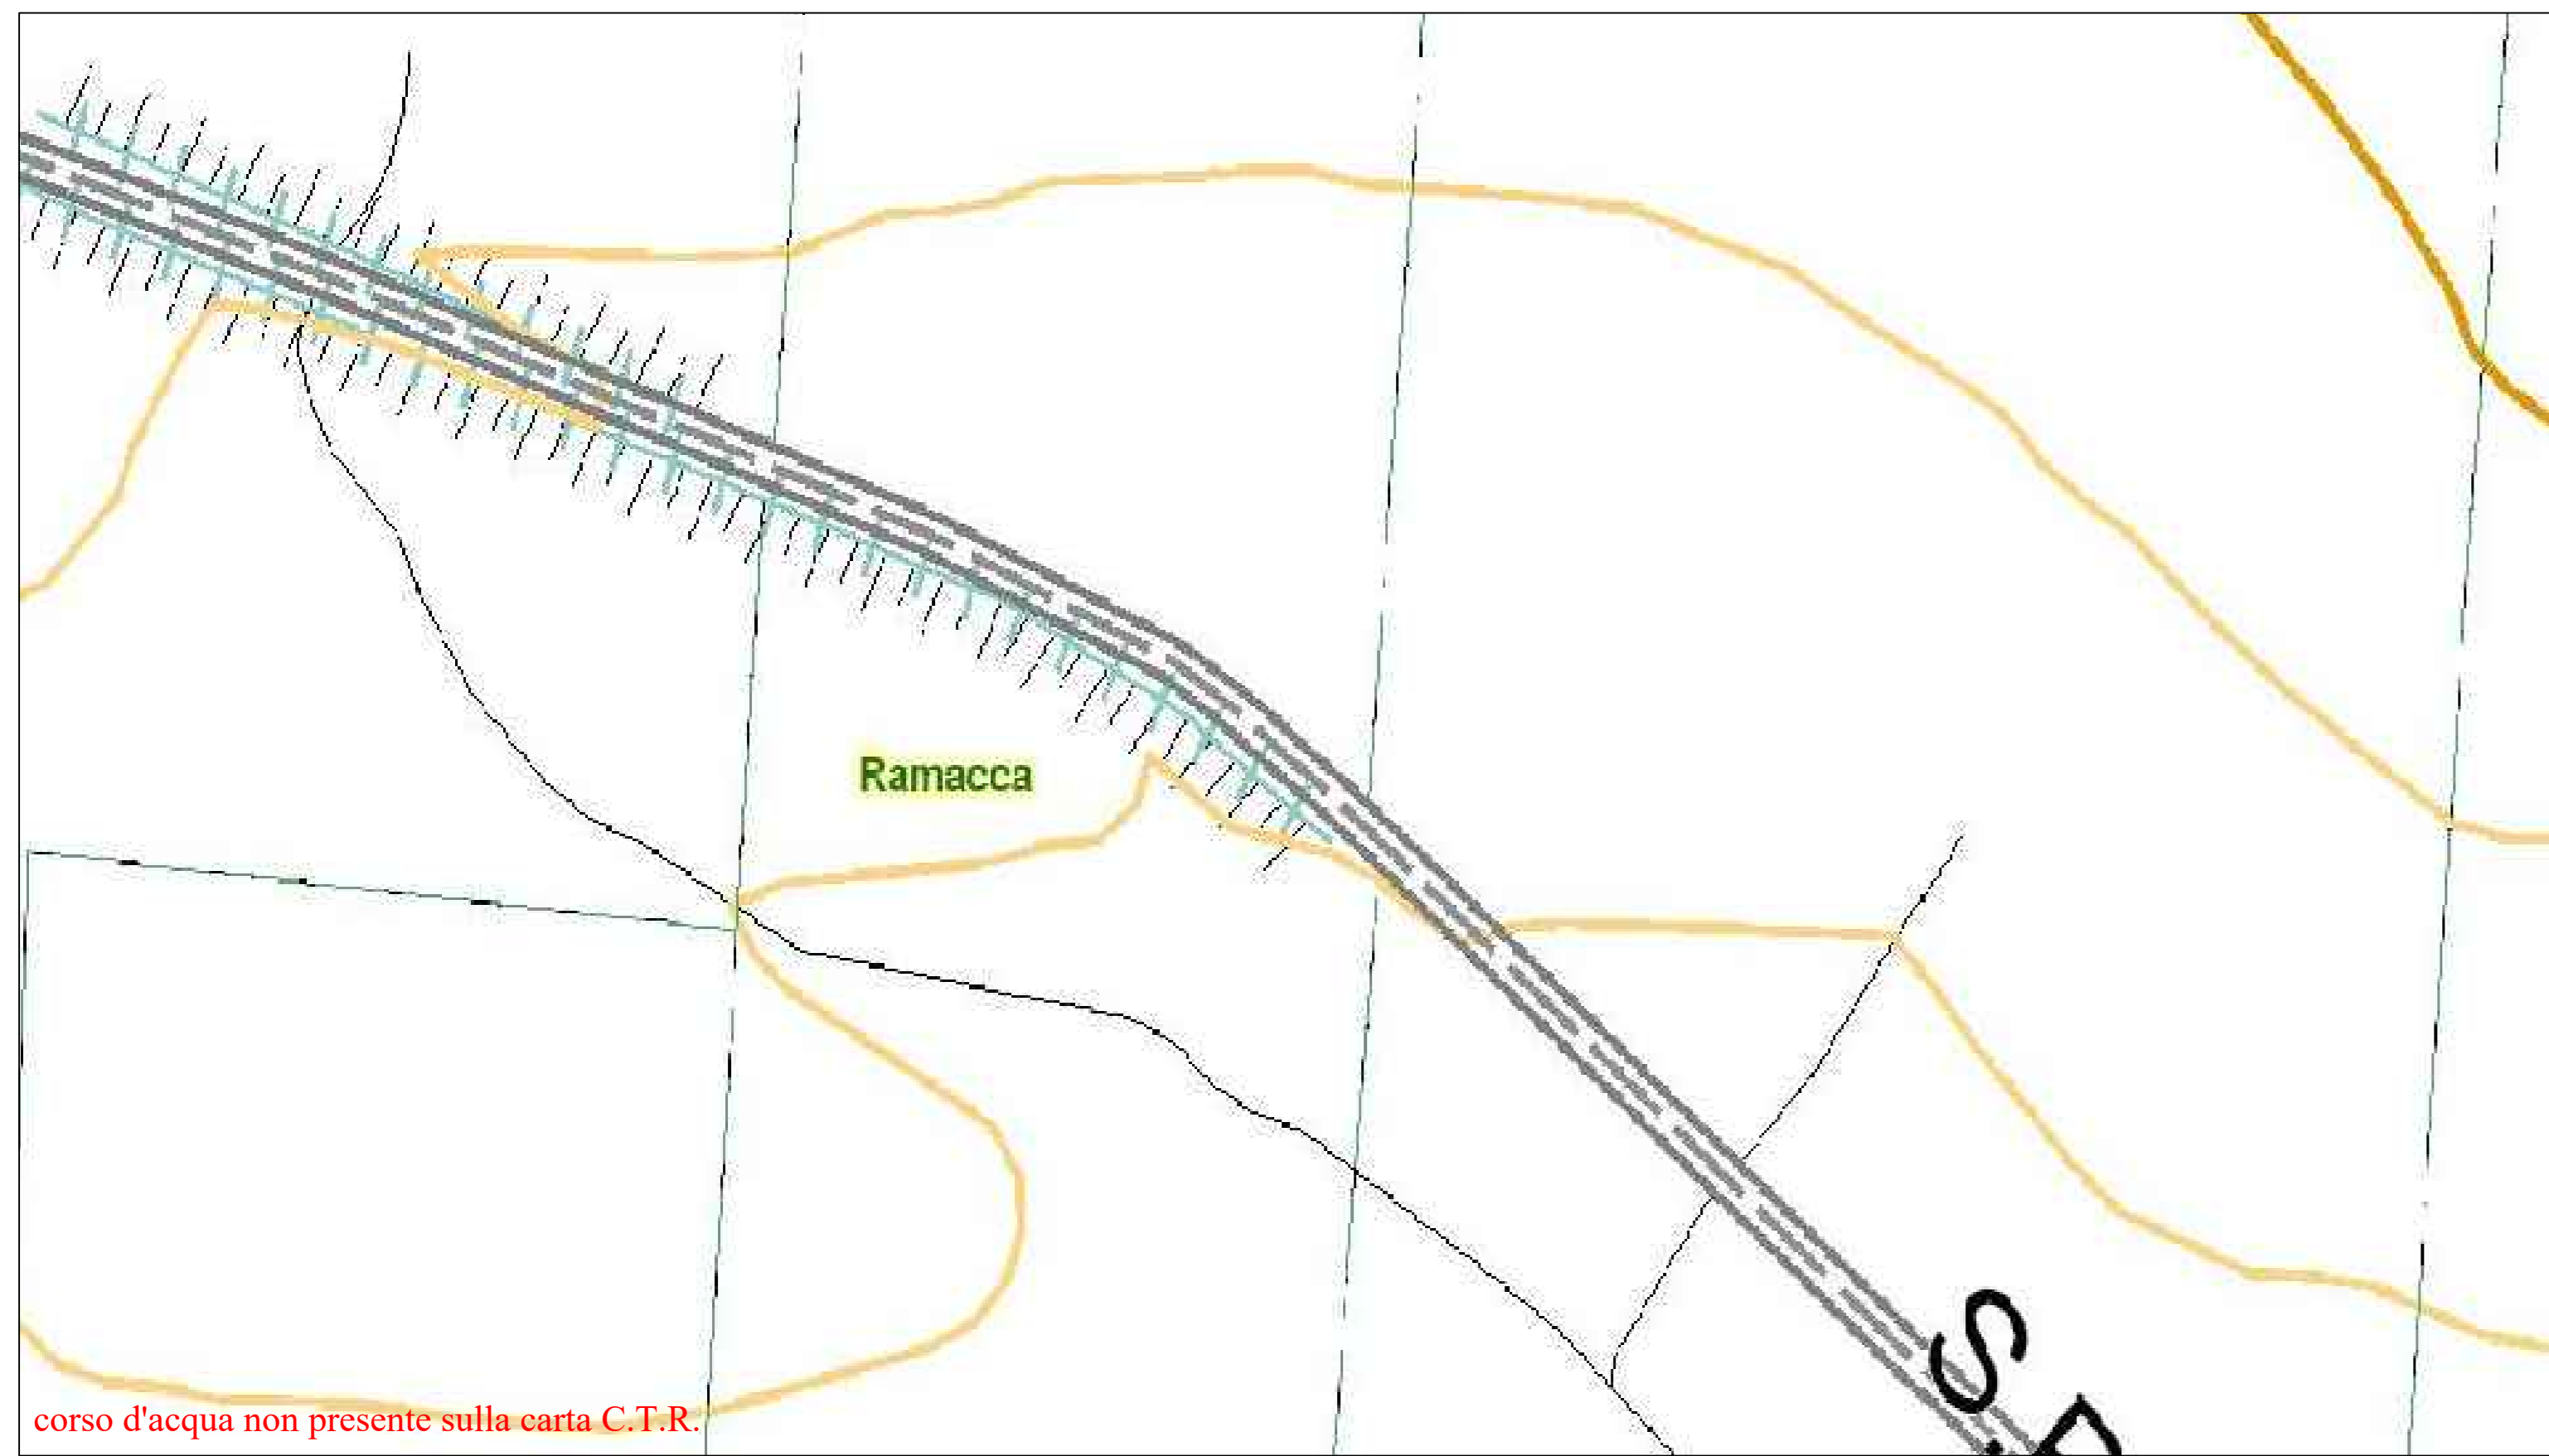 Ramacca
corso d'acqua non presente sulla carta C.T.R.
S